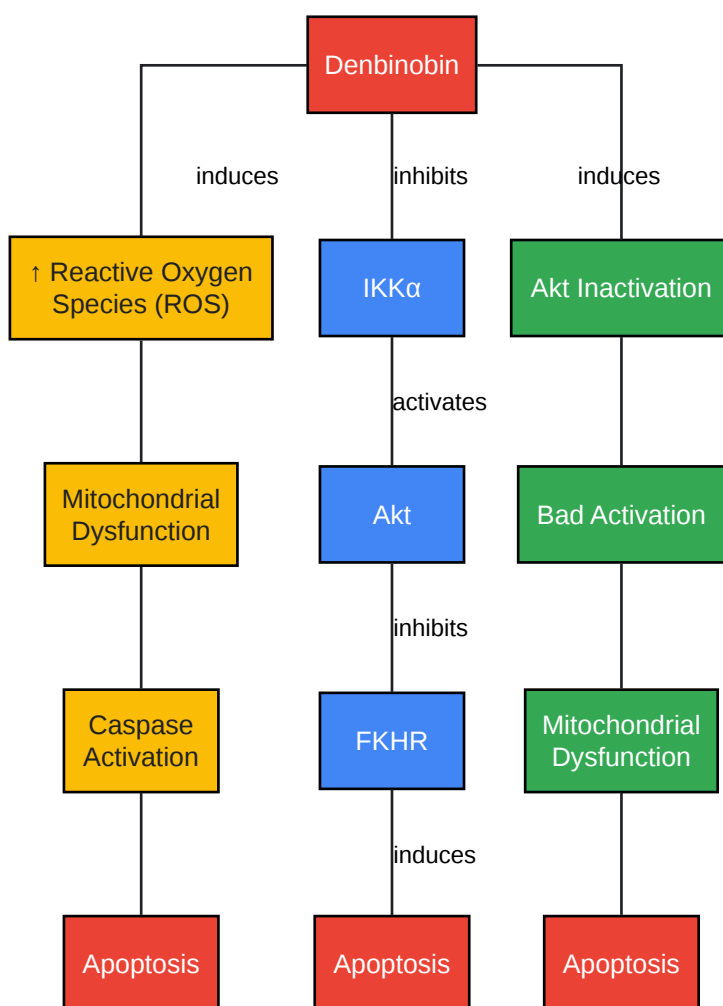 Denbinobin
induces
inhibits
induces
↑ Reactive Oxygen
Species (ROS)
IKKα
Akt Inactivation
activates
Mitochondrial
Dysfunction
Akt
Bad Activation
inhibits
Caspase
Activation
FKHR
Mitochondrial
Dysfunction
induces
Apoptosis
Apoptosis
Apoptosis